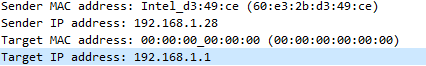 Sender MAC address: Intel_d3:49:ce (60:e3:2b:d3:49:ce)
Sender IP address: 192.168.1.28
Target MAC address: 00:00:00_00:00:00 (00:00:00:00:00:00)
Target IP address: 192.168.1.1